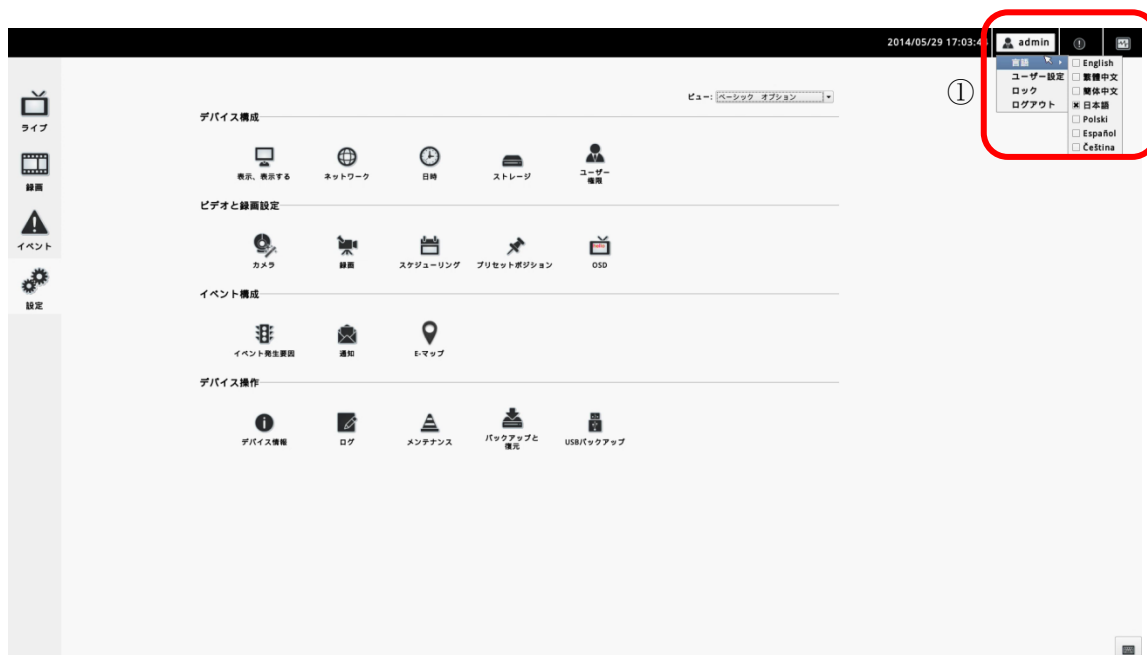 2014/05/29 17:03:4
admin
言語
ユーザー設定
ロック
ログアウト
English
繁體中文
簡体中文
日本語
Polski
Español
Čeština
①
ライブ
録画
イベント
設定
ビュー: ベーシック オプション
デバイス構成
表示、表示する
ネットワーク
日時
ストレージ
ユーザー
権限
ビデオと録画設定
カメラ
録画
スケジューリング
プリセットポジション
OSD
イベント構成
イベント発生要因
通知
E-マップ
デバイス操作
デバイス情報
ログ
メンテナンス
バックアップと
復元
USBバックアップ